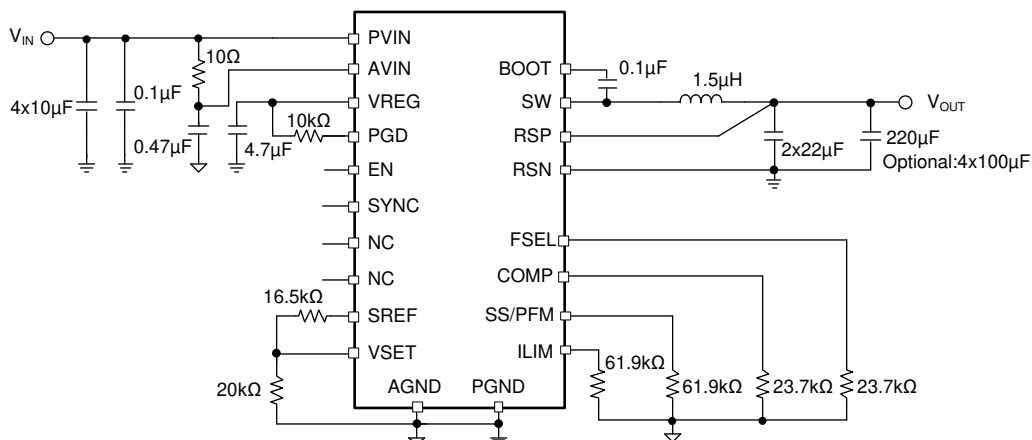 V_IN
4x10µF
0.1µF
10Ω
0.47µF
4.7µF
10kΩ
16.5kΩ
20kΩ
PVIN
AVIN
VREG
PGD
EN
SYNC
NC
NC
SREF
VSET
AGND
PGND
BOOT
SW
RSP
RSN
FSEL
COMP
SS/PFM
ILIM
0.1µF
1.5µH
V_OUT
2x22µF
220µF
Optional:4x100µF
61.9kΩ
61.9kΩ
23.7kΩ
23.7kΩ